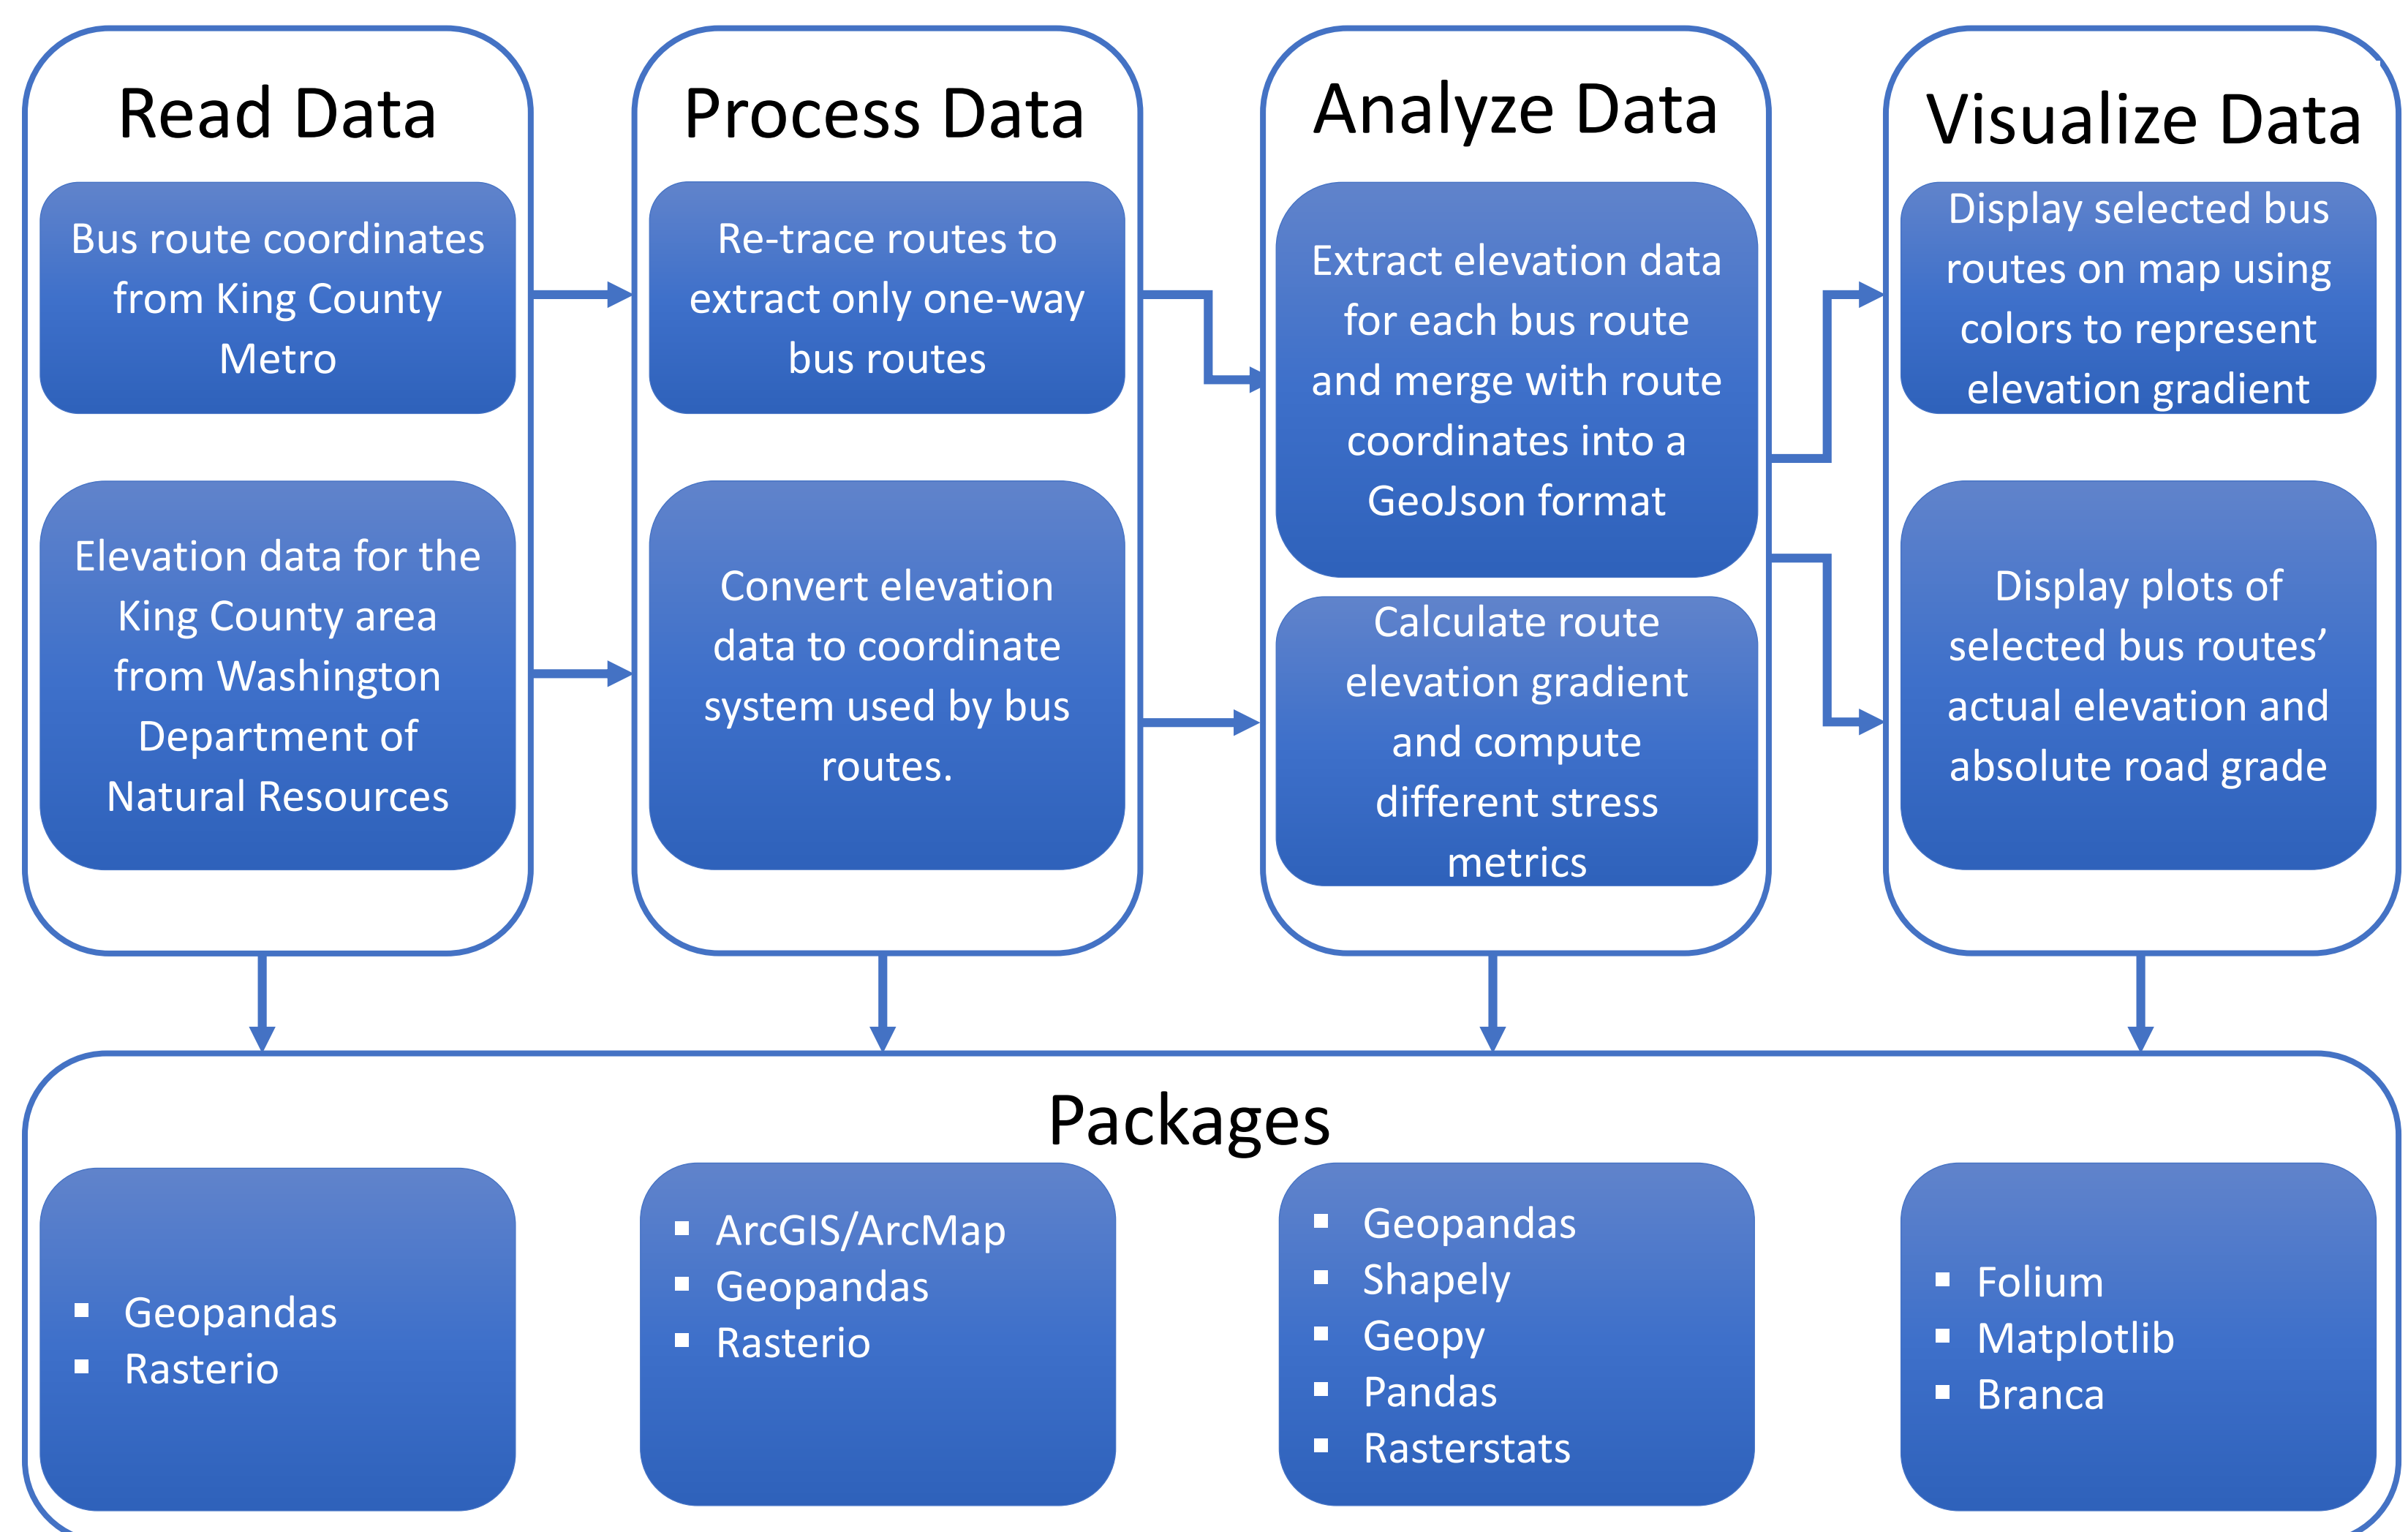 Read Data
Bus route coordinates
from King County
Metro
Elevation data for the
King County area
from Washington
Department of
Natural Resources
Process Data
Re-trace routes to
extract only one-way
bus routes
Convert elevation
data to coordinate
system used by bus
routes.
Analyze Data
Extract elevation data
for each bus route
and merge with route
coordinates into a
GeoJson format
Calculate route
elevation gradient
and compute
different stress
metrics
Visualize Data
Display selected bus
routes on map using
colors to represent
elevation gradient
Display plots of
selected bus routes’
actual elevation and
absolute road grade
Packages
▪ Geopandas
▪ Rasterio
▪ ArcGIS/ArcMap
▪ Geopandas
▪ Rasterio
▪ Geopandas
▪ Shapely
▪ Geopy
▪ Pandas
▪ Rasterstats
▪ Folium
▪ Matplotlib
▪ Branca